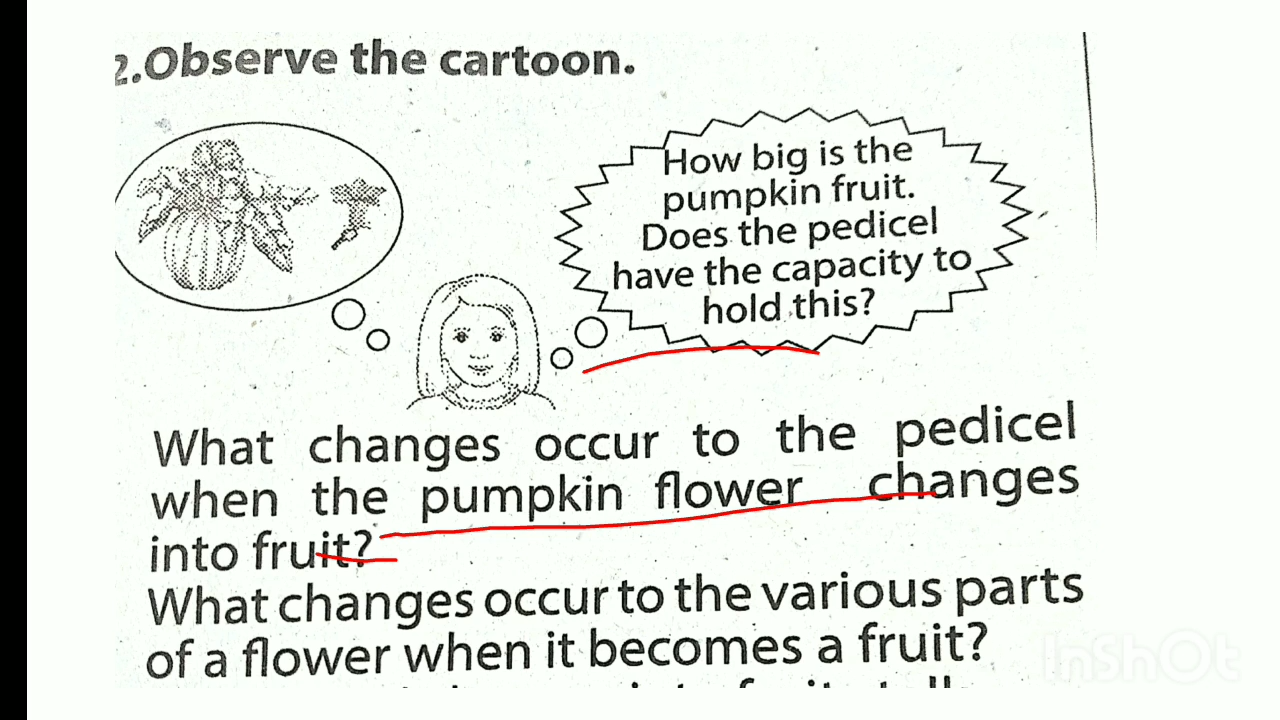 2.Observe the cartoon.
How big is the
pumpkin fruit.
Does the pedicel
have the capacity to
hold this?
What changes occur to the pedicel
when the pumpkin flower changes
into fruit?
What changes occur to the various parts
of a flower when it becomes a fruit?
InShOt